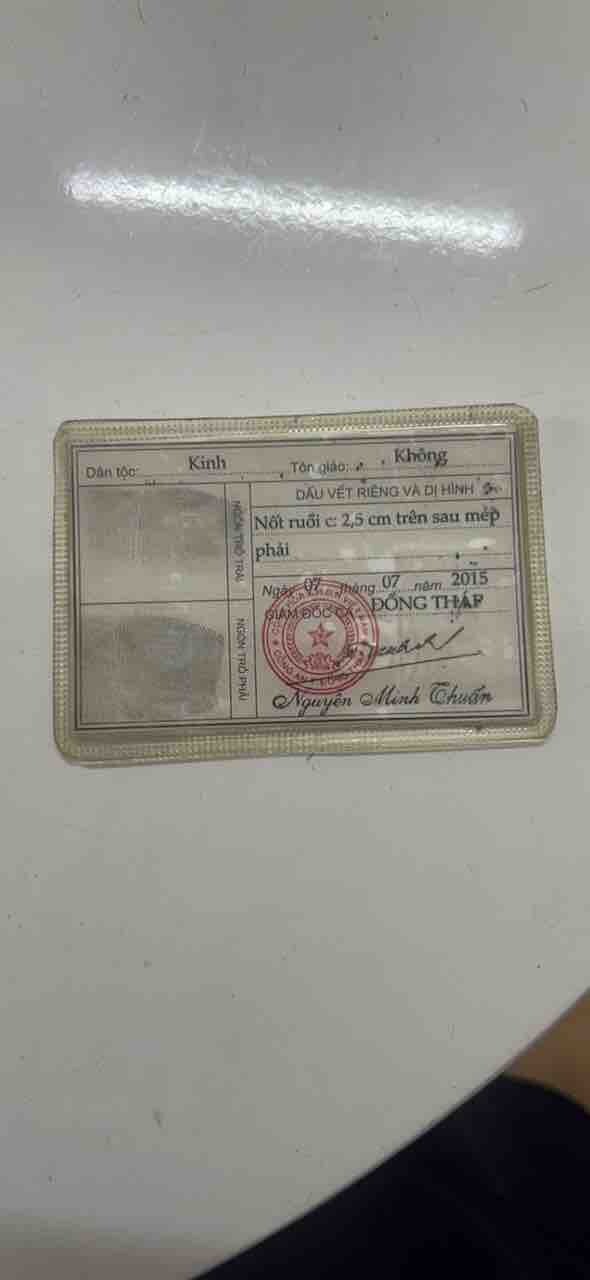 Dân tộc: Kinh Tôn giáo: Không
NGÓN TRỎ TRÁI
DẤU VẾT RIÊNG VÀ DỊ HÌNH
Nốt ruồi c: 2,5 cm trên sau mép
phải
Ngày 07 tháng 07 năm 2015
GIÁM ĐỐC CA ĐỒNG THÁP
NGÓN TRỎ PHẢI
Nguyễn Minh Thuấn